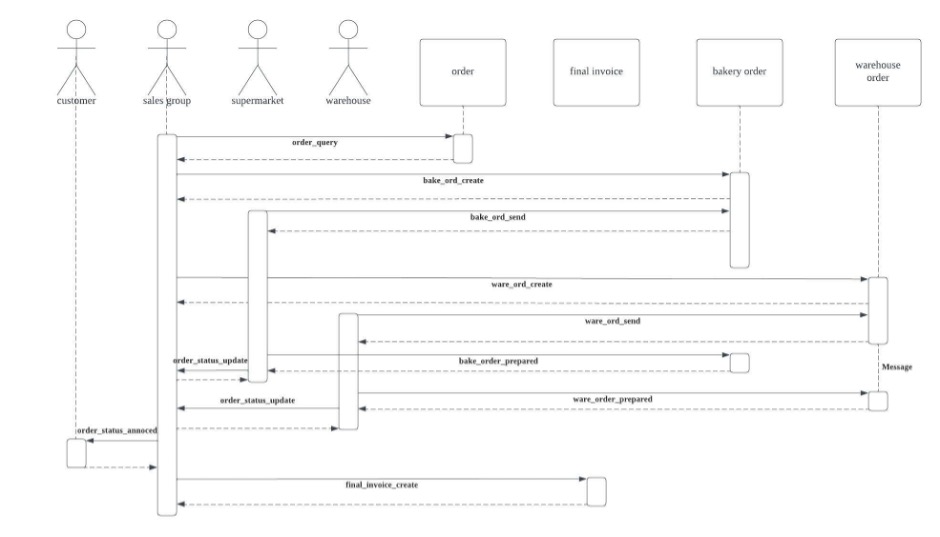 order
final invoice
bakery order
warehouse
order
customer
sales group
supermarket
warehouse
order_query
bake_ord_create
bake_ord_send
ware_ord_create
ware_ord_send
order_status_update
bake_order_prepared
Message
order_status_update
ware_order_prepared
order_status_annoced
final_invoice_create